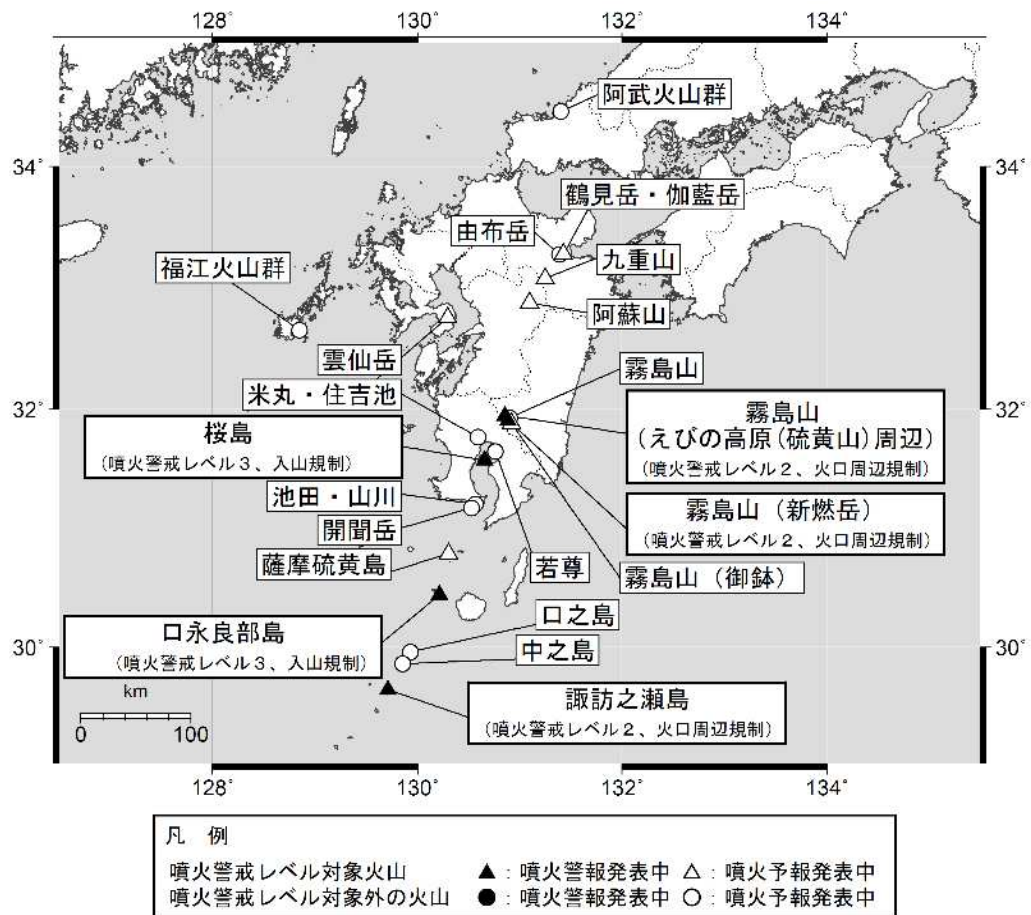 128° 130° 132° 134°
阿武火山群
34° 34°
鶴見岳・伽藍岳
由布岳
九重山
福江火山群
阿蘇山
雲仙岳
霧島山
米丸・住吉池
32° 32°
桜島
(噴火警戒レベル3、入山規制)
霧島山
(えびの高原(硫黄山)周辺)
(噴火警戒レベル2、火口周辺規制)
池田・山川
霧島山(新燃岳)
(噴火警戒レベル2、火口周辺規制)
開聞岳
薩摩硫黄島
若尊
霧島山(御鉢)
口之島
口永良部島
(噴火警戒レベル3、入山規制)
30° 30°
中之島
km
0 100
諏訪之瀬島
(噴火警戒レベル2、火口周辺規制)
128° 130° 132° 134°
凡 例
噴火警戒レベル対象火山 ▲:噴火警報発表中 △:噴火予報発表中
噴火警戒レベル対象外の火山 ●:噴火警報発表中 ○:噴火予報発表中